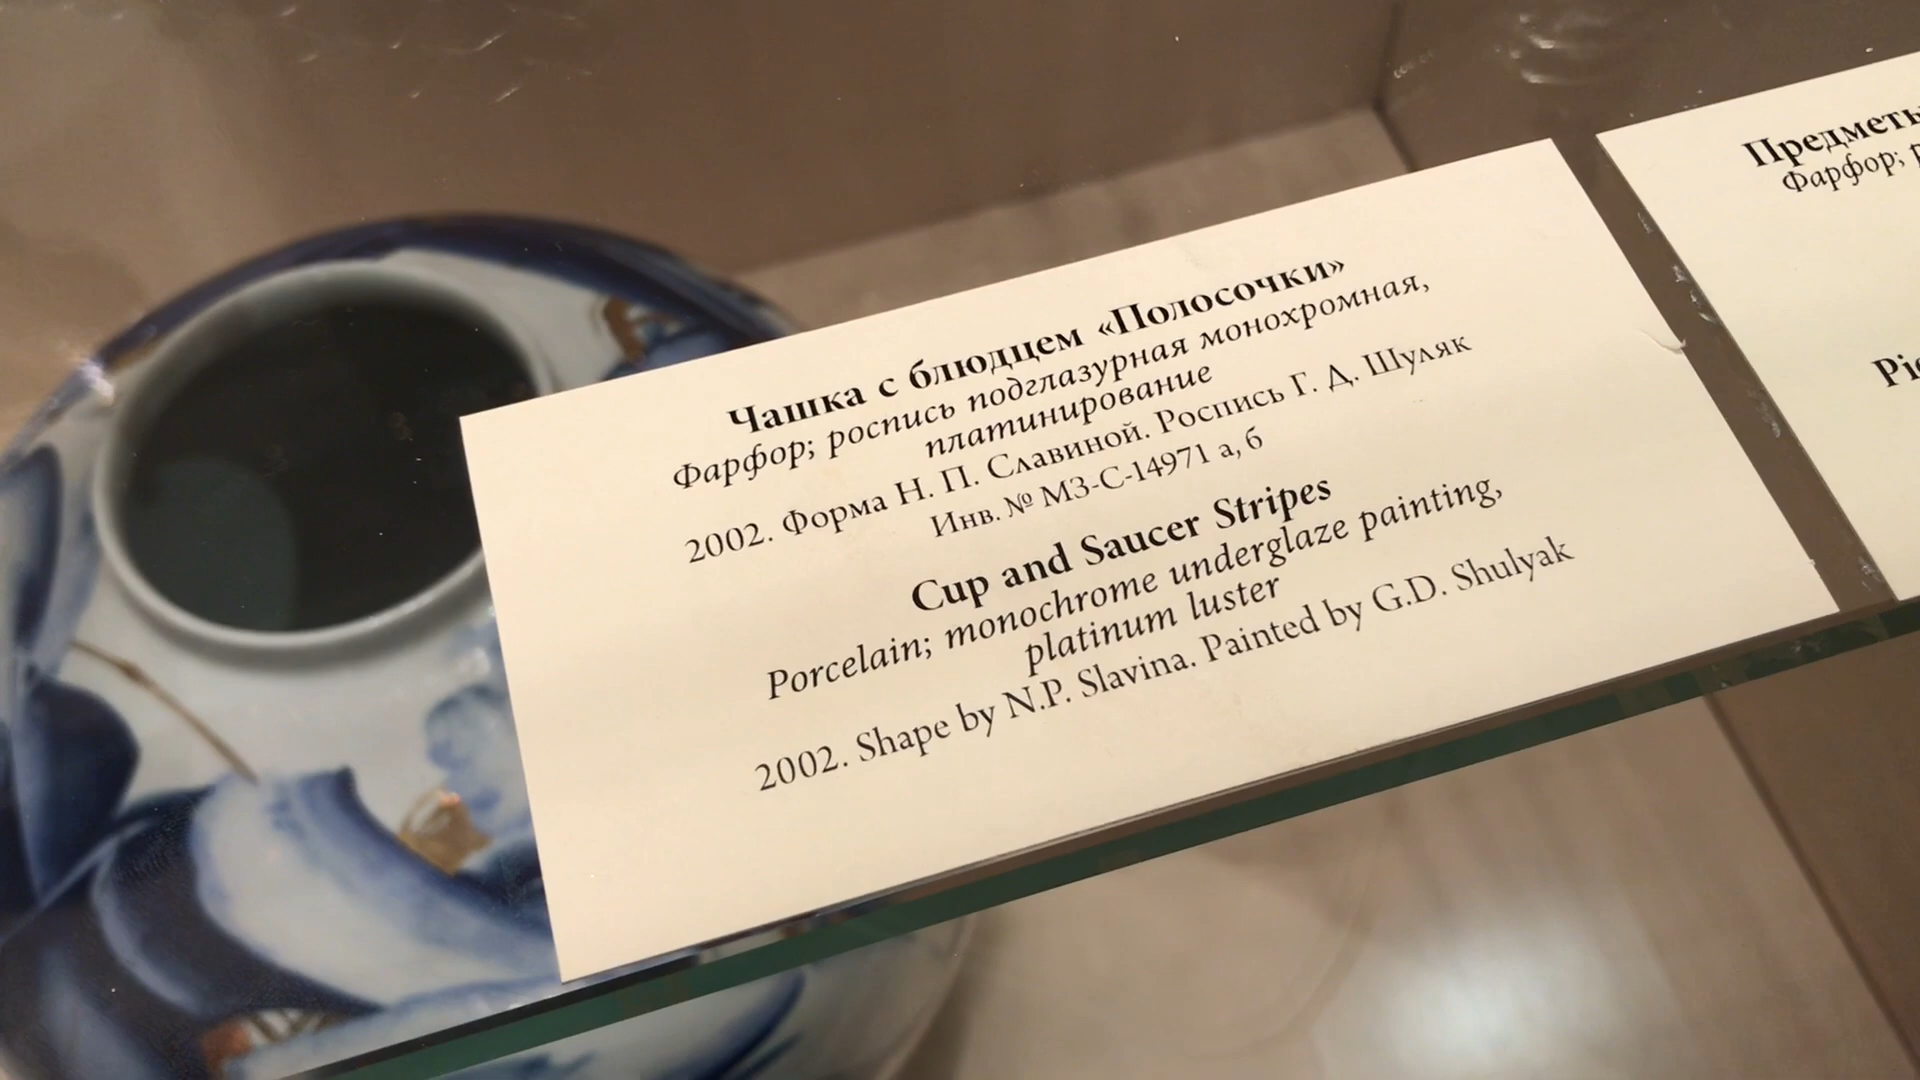 Чашка с блюдцем «Полосочки»
Фарфор; роспись подглазурная монохромная,
платинирование
2002. Форма Н. П. Славиной. Роспись Г. Д. Шуляк
Инв. № МЗ-С-14971 а, б
Cup and Saucer Stripes
Porcelain; monochrome underglaze painting,
platinum luster
2002. Shape by N.P. Slavina. Painted by G.D. Shulyak
Предметы
Фарфор;